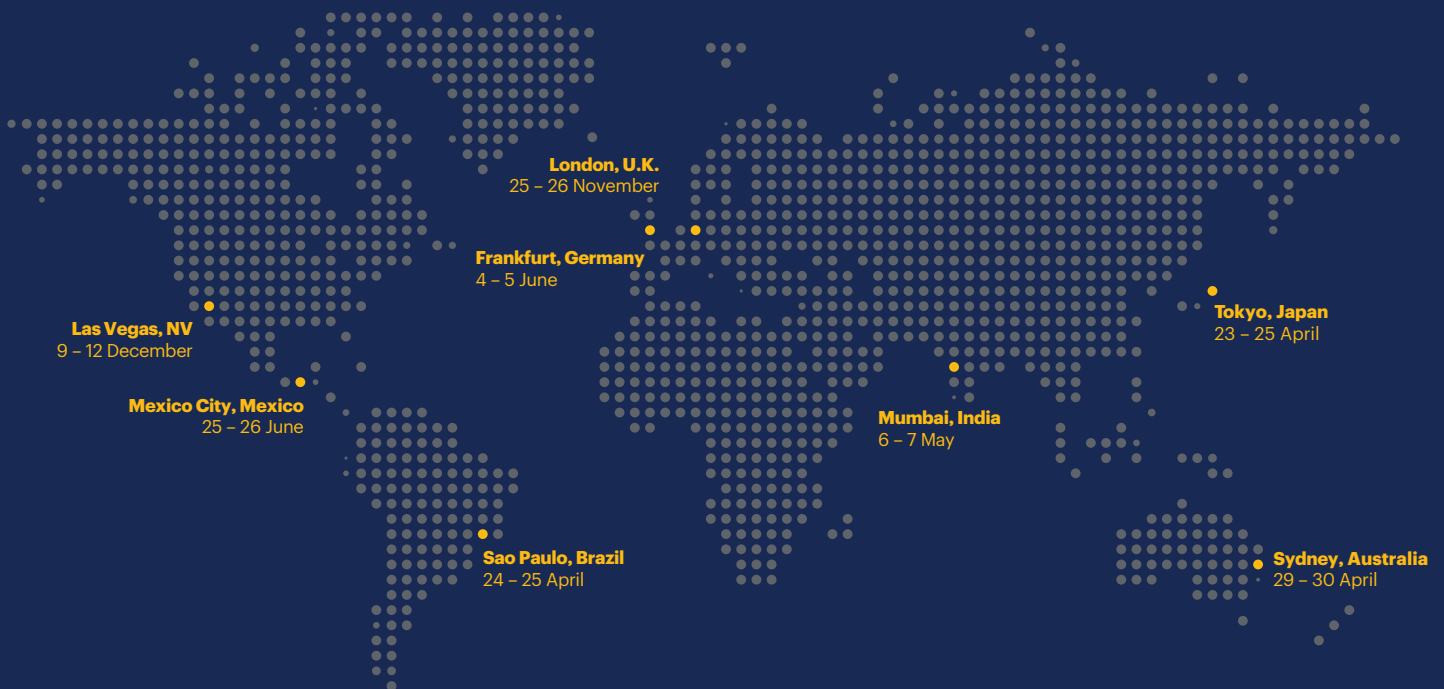 London, U.K.
25 – 26 November
Frankfurt, Germany
4 – 5 June
Las Vegas, NV
9 – 12 December
Tokyo, Japan
23 – 25 April
Mexico City, Mexico
25 – 26 June
Mumbai, India
6 – 7 May
Sao Paulo, Brazil
24 – 25 April
Sydney, Australia
29 – 30 April